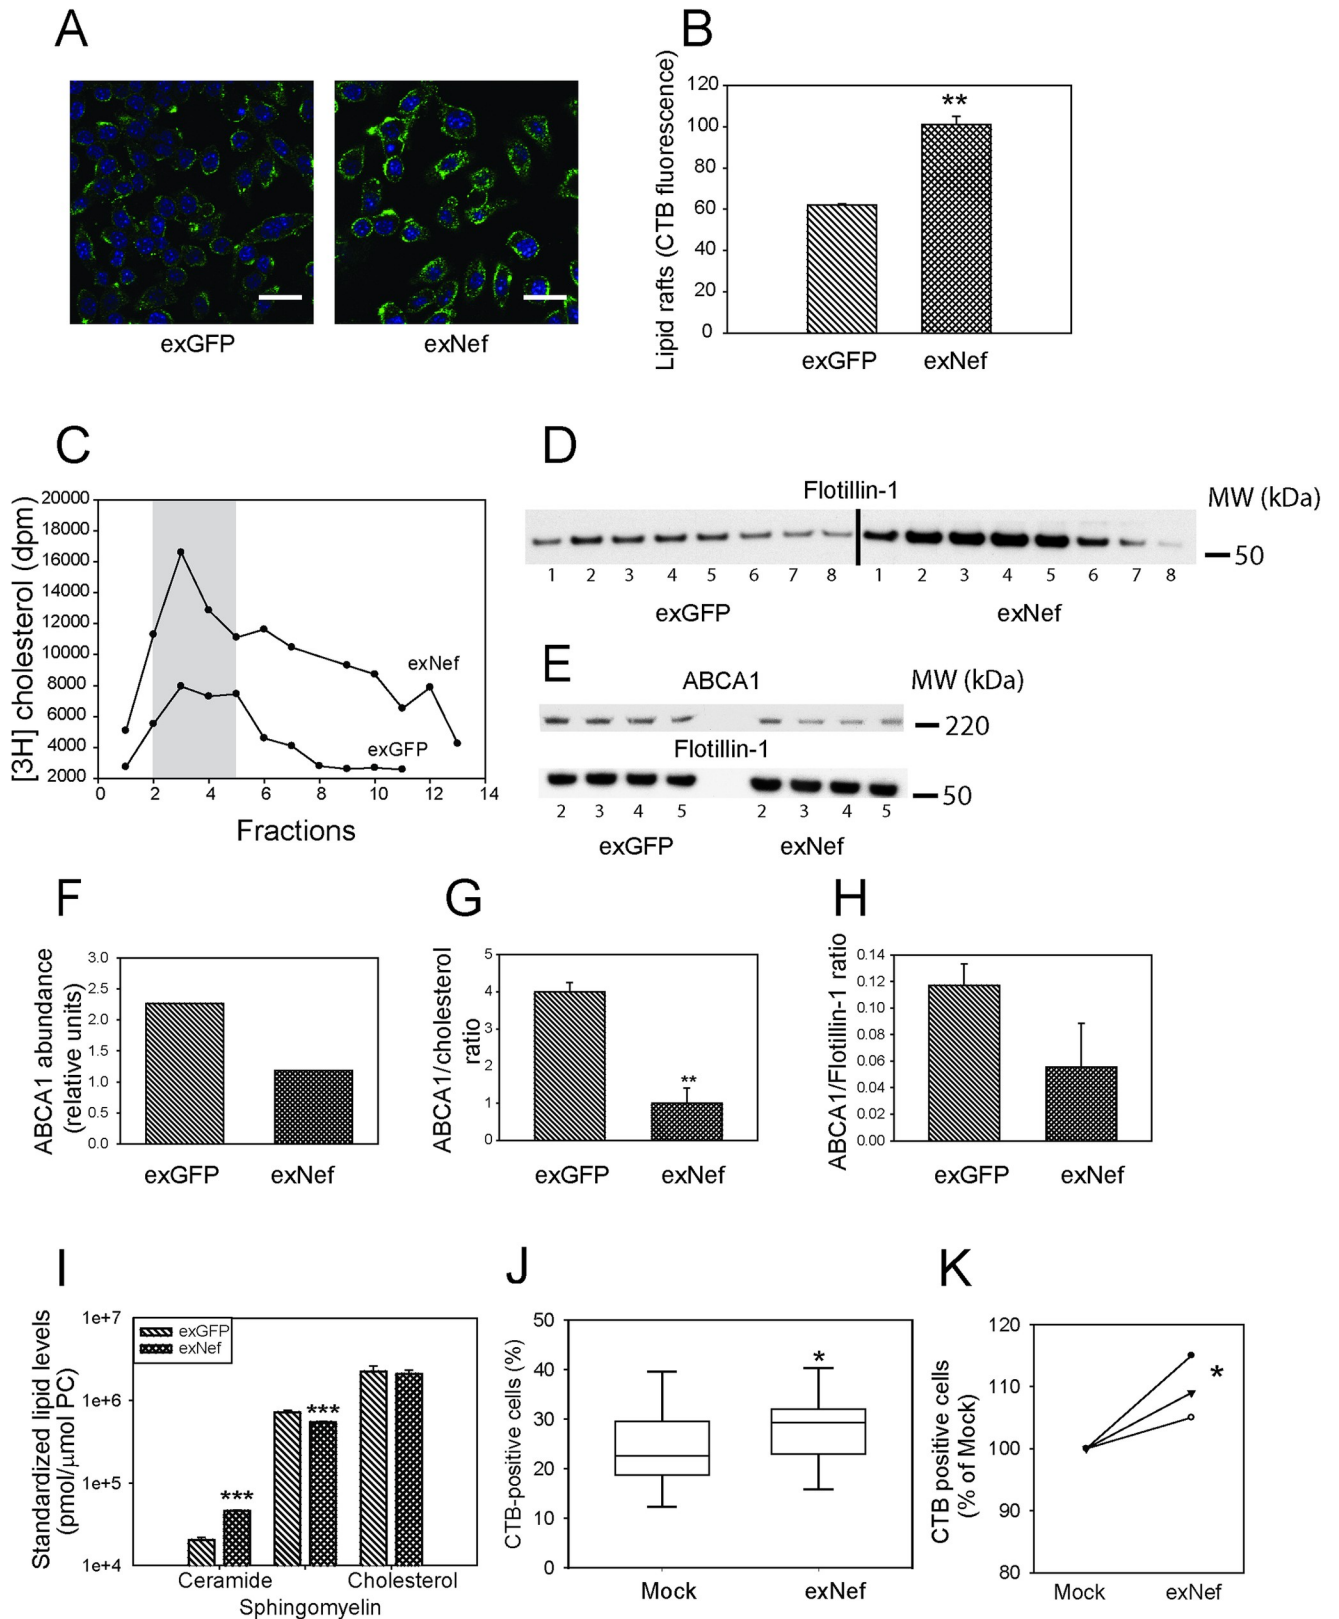 A
exGFP
exNef
B
Lipid rafts (CTB fluorescence)
120
100
80
60
40
20
0
**
exGFP
exNef
C
[3H] cholesterol (dpm)
20000
18000
16000
14000
12000
10000
8000
6000
4000
2000
exNef
exGFP
0 2 4 6 8 10 12 14
Fractions
D
Flotillin-1
MW (kDa)
50
1 2 3 4 5 6 7 8 1 2 3 4 5 6 7 8
exGFP exNef
E
ABCA1
MW (kDa)
220
Flotillin-1
50
2 3 4 5 2 3 4 5
exGFP exNef
F
ABCA1 abundance
(relative units)
3.0
2.5
2.0
1.5
1.0
0.5
0.0
exGFP exNef
G
ABCA1/cholesterol
ratio
5
4
3
2
1
0
**
exGFP exNef
H
ABCA1/Flotillin-1 ratio
0.14
0.12
0.10
0.08
0.06
0.04
0.02
0.00
exGFP exNef
I
Standardized lipid levels
(pmol/µmol PC)
1e+7
1e+6
1e+5
1e+4
exGFP
exNef
***
***
Ceramide Cholesterol
Sphingomyelin
J
CTB-positive cells (%)
50
40
30
20
10
0
*
Mock exNef
K
CTB positive cells
(% of Mock)
120
110
100
90
80
*
Mock exNef